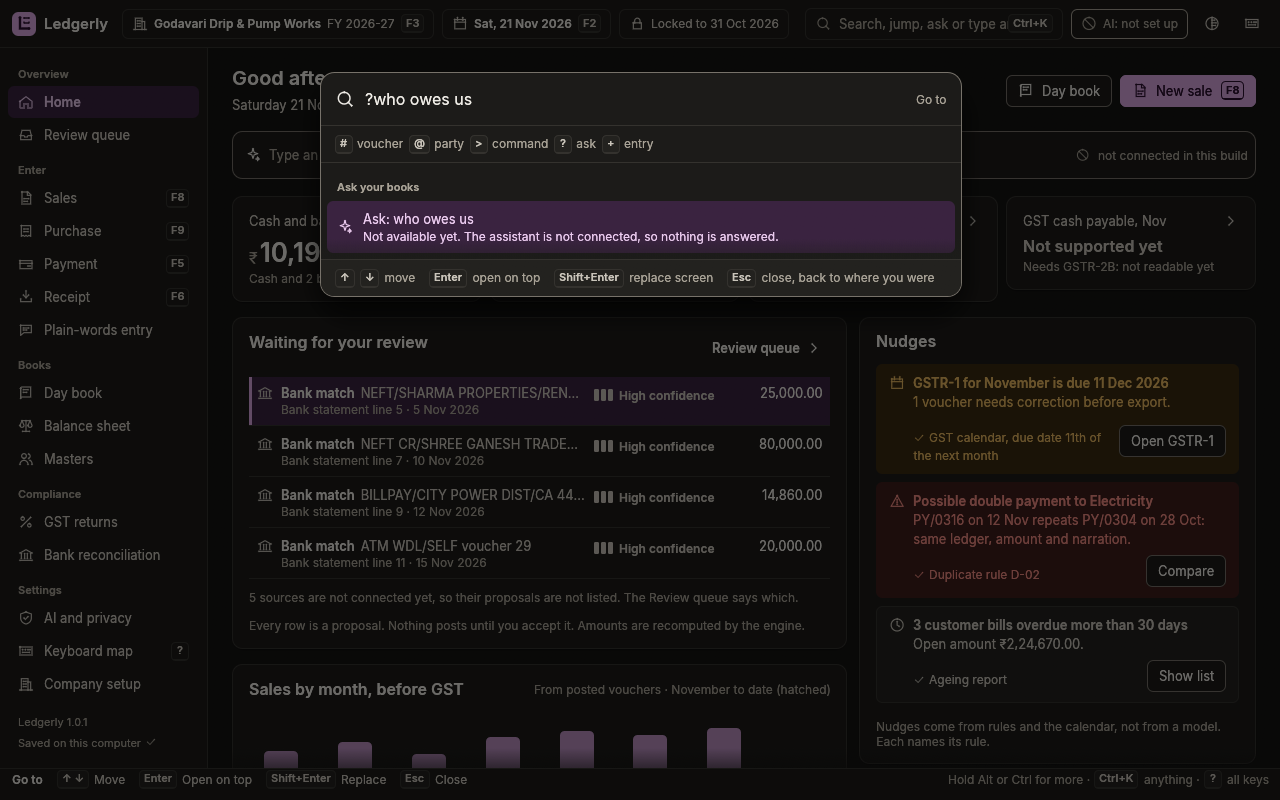 Ledgerly
Godavari Drip & Pump Works FY 2026-27 F3
Sat, 21 Nov 2026 F2
Locked to 31 Oct 2026
Search, jump, ask or type a Ctrl+K
AI: not set up
Overview
Home
Review queue
Enter
Sales F8
Purchase F9
Payment F5
Receipt F6
Plain-words entry
Books
Day book
Balance sheet
Masters
Compliance
GST returns
Bank reconciliation
Settings
AI and privacy
Keyboard map ?
Company setup
Ledgerly 1.0.1
Saved on this computer
Good afte
Saturday 21 N
Day book
New sale F8
Type an
not connected in this build
?who owes us
Go to
# voucher @ party > command ? ask + entry
Ask your books
Ask: who owes us
Not available yet. The assistant is not connected, so nothing is answered.
↑ ↓ move Enter open on top Shift+Enter replace screen Esc close, back to where you were
Cash and b
₹10,19
Cash and 2 b
GST cash payable, Nov
Not supported yet
Needs GSTR-2B: not readable yet
Waiting for your review
Review queue
Bank match NEFT/SHARMA PROPERTIES/REN... High confidence 25,000.00
Bank statement line 5 · 5 Nov 2026
Bank match NEFT CR/SHREE GANESH TRADE... High confidence 80,000.00
Bank statement line 7 · 10 Nov 2026
Bank match BILLPAY/CITY POWER DIST/CA 44... High confidence 14,860.00
Bank statement line 9 · 12 Nov 2026
Bank match ATM WDL/SELF voucher 29 High confidence 20,000.00
Bank statement line 11 · 15 Nov 2026
5 sources are not connected yet, so their proposals are not listed. The Review queue says which.
Every row is a proposal. Nothing posts until you accept it. Amounts are recomputed by the engine.
Sales by month, before GST
From posted vouchers · November to date (hatched)
Nudges
GSTR-1 for November is due 11 Dec 2026
1 voucher needs correction before export.
✓ GST calendar, due date 11th of
the next month
Open GSTR-1
Possible double payment to Electricity
PY/0316 on 12 Nov repeats PY/0304 on 28 Oct:
same ledger, amount and narration.
✓ Duplicate rule D-02
Compare
3 customer bills overdue more than 30 days
Open amount ₹2,24,670.00.
✓ Ageing report
Show list
Nudges come from rules and the calendar, not from a model.
Each names its rule.
Go to ↑↓ Move Enter Open on top Shift+Enter Replace Esc Close
Hold Alt or Ctrl for more · Ctrl+K anything · ? all keys